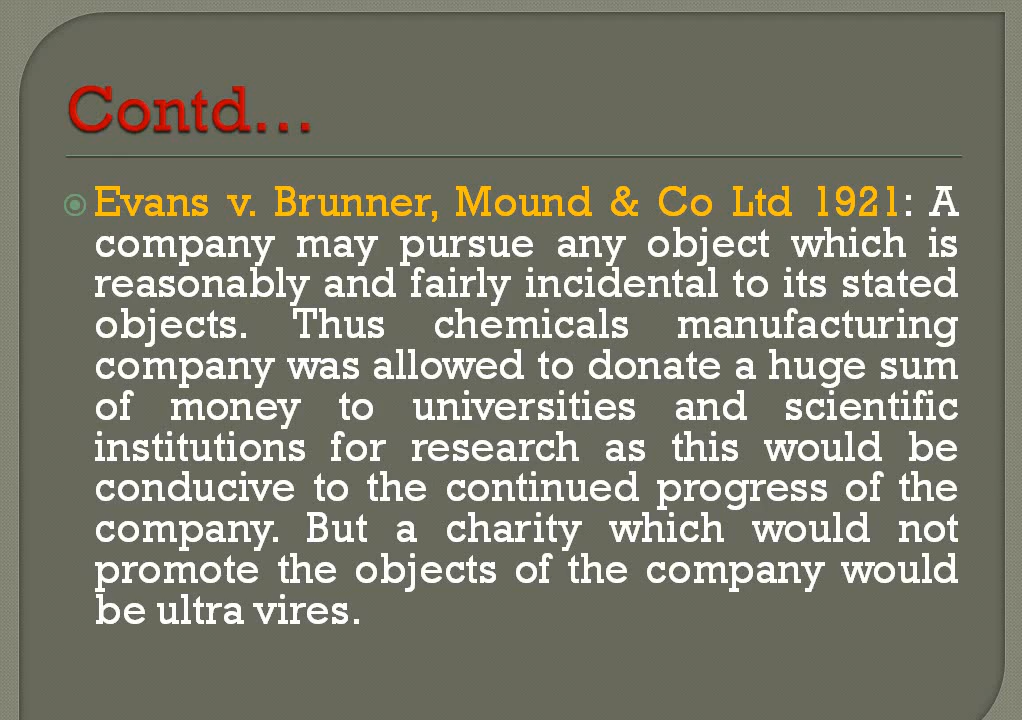 Contd...
Evans v. Brunner, Mound & Co Ltd 1921: A
company may pursue any object which is
reasonably and fairly incidental to its stated
objects. Thus chemicals manufacturing
company was allowed to donate a huge sum
of money to universities and scientific
institutions for research as this would be
conducive to the continued progress of the
company. But a charity which would not
promote the objects of the company would
be ultra vires.